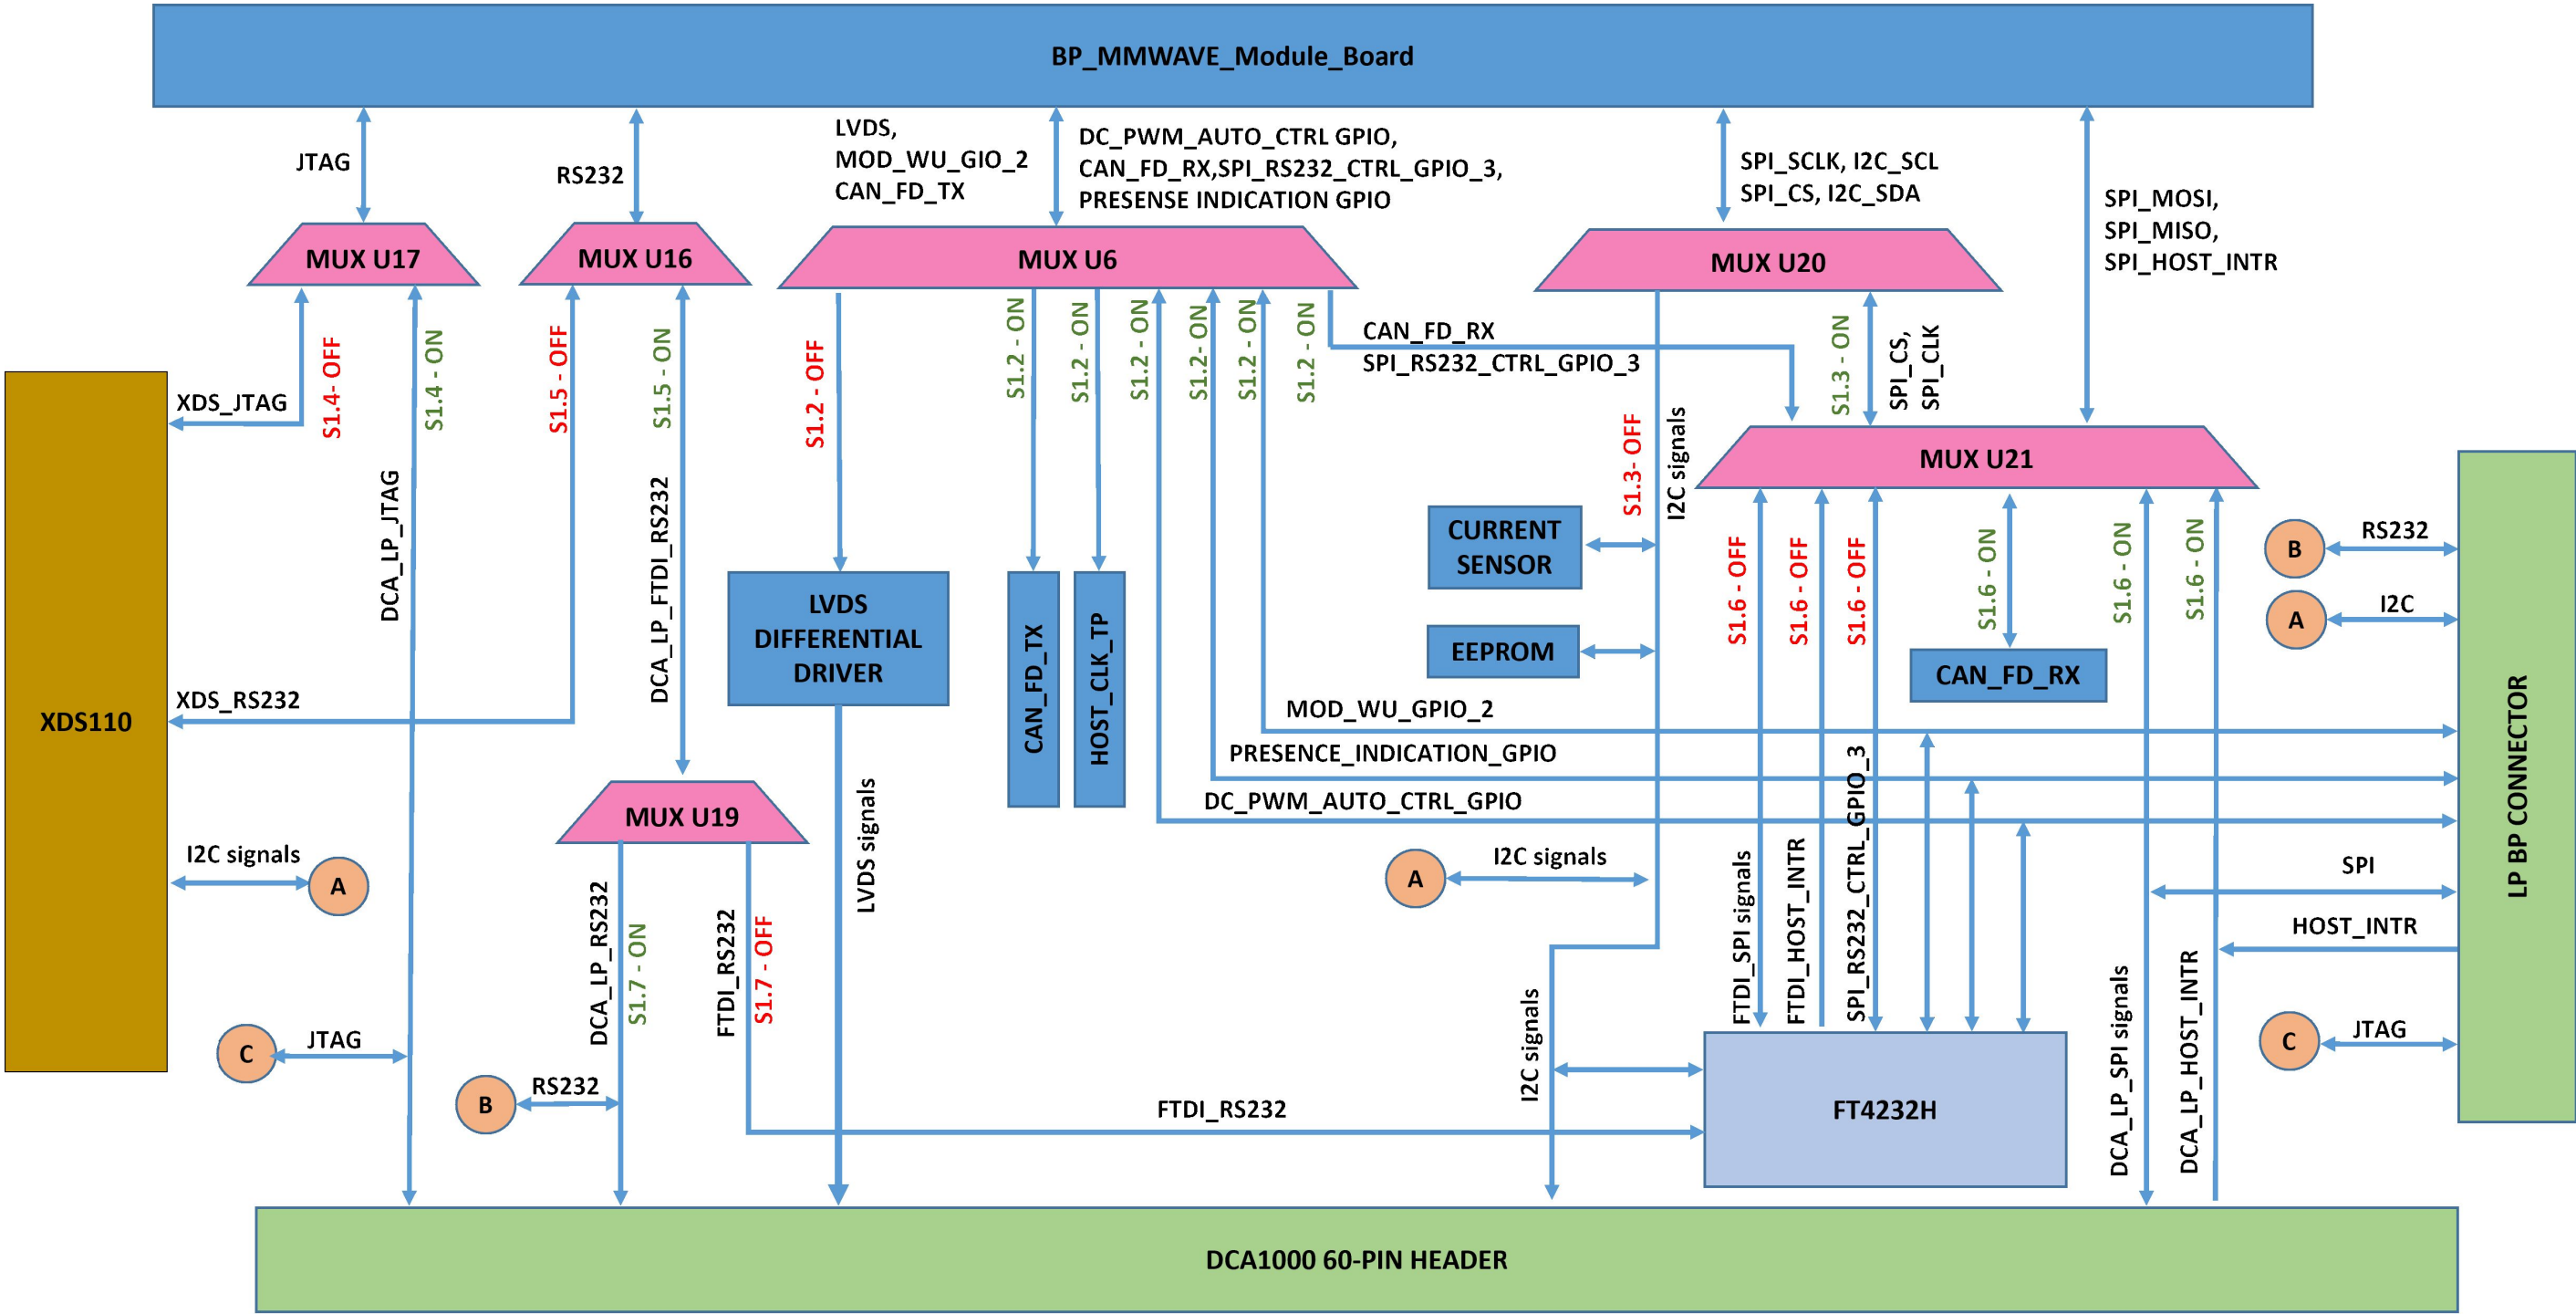 BP_MMWAVE_Module_Board
JTAG
RS232
LVDS,
MOD_WU_GIO_2
CAN_FD_TX
DC_PWM_AUTO_CTRL GPIO,
CAN_FD_RX,SPI_RS232_CTRL_GPIO_3,
PRESENSE INDICATION GPIO
SPI_SCLK, I2C_SCL
SPI_CS, I2C_SDA
SPI_MOSI,
SPI_MISO,
SPI_HOST_INTR
MUX U17
MUX U16
MUX U6
MUX U20
S1.4- OFF
S1.4 - ON
S1.5 - OFF
S1.5 - ON
S1.2 - OFF
S1.2 - ON
S1.2 - ON
S1.2 - ON
S1.2- ON
S1.2 - ON
S1.2 - ON
CAN_FD_RX
SPI_RS232_CTRL_GPIO_3
S1.3 - ON
SPI_CS,
SPI_CLK
XDS_JTAG
S1.3- OFF
I2C signals
MUX U21
DCA_LP_JTAG
DCA_LP_FTDI_RS232
CURRENT
SENSOR
S1.6 - OFF
S1.6 - OFF
S1.6 - OFF
S1.6 - ON
S1.6 - ON
S1.6 - ON
B
RS232
A
I2C
LVDS
DIFFERENTIAL
DRIVER
CAN_FD_TX
HOST_CLK_TP
EEPROM
CAN_FD_RX
XDS_RS232
XDS110
MOD_WU_GPIO_2
PRESENCE_INDICATION_GPIO
DC_PWM_AUTO_CTRL_GPIO
LP BP CONNECTOR
MUX U19
LVDS signals
I2C signals
A
A
I2C signals
FTDI_SPI signals
FTDI_HOST_INTR
SPI_RS232_CTRL_GPIO_3
SPI
HOST_INTR
DCA_LP_RS232
S1.7 - ON
FTDI_RS232
S1.7 - OFF
C
JTAG
B
RS232
FTDI_RS232
I2C signals
FT4232H
DCA_LP_SPI signals
DCA_LP_HOST_INTR
C
JTAG
DCA1000 60-PIN HEADER